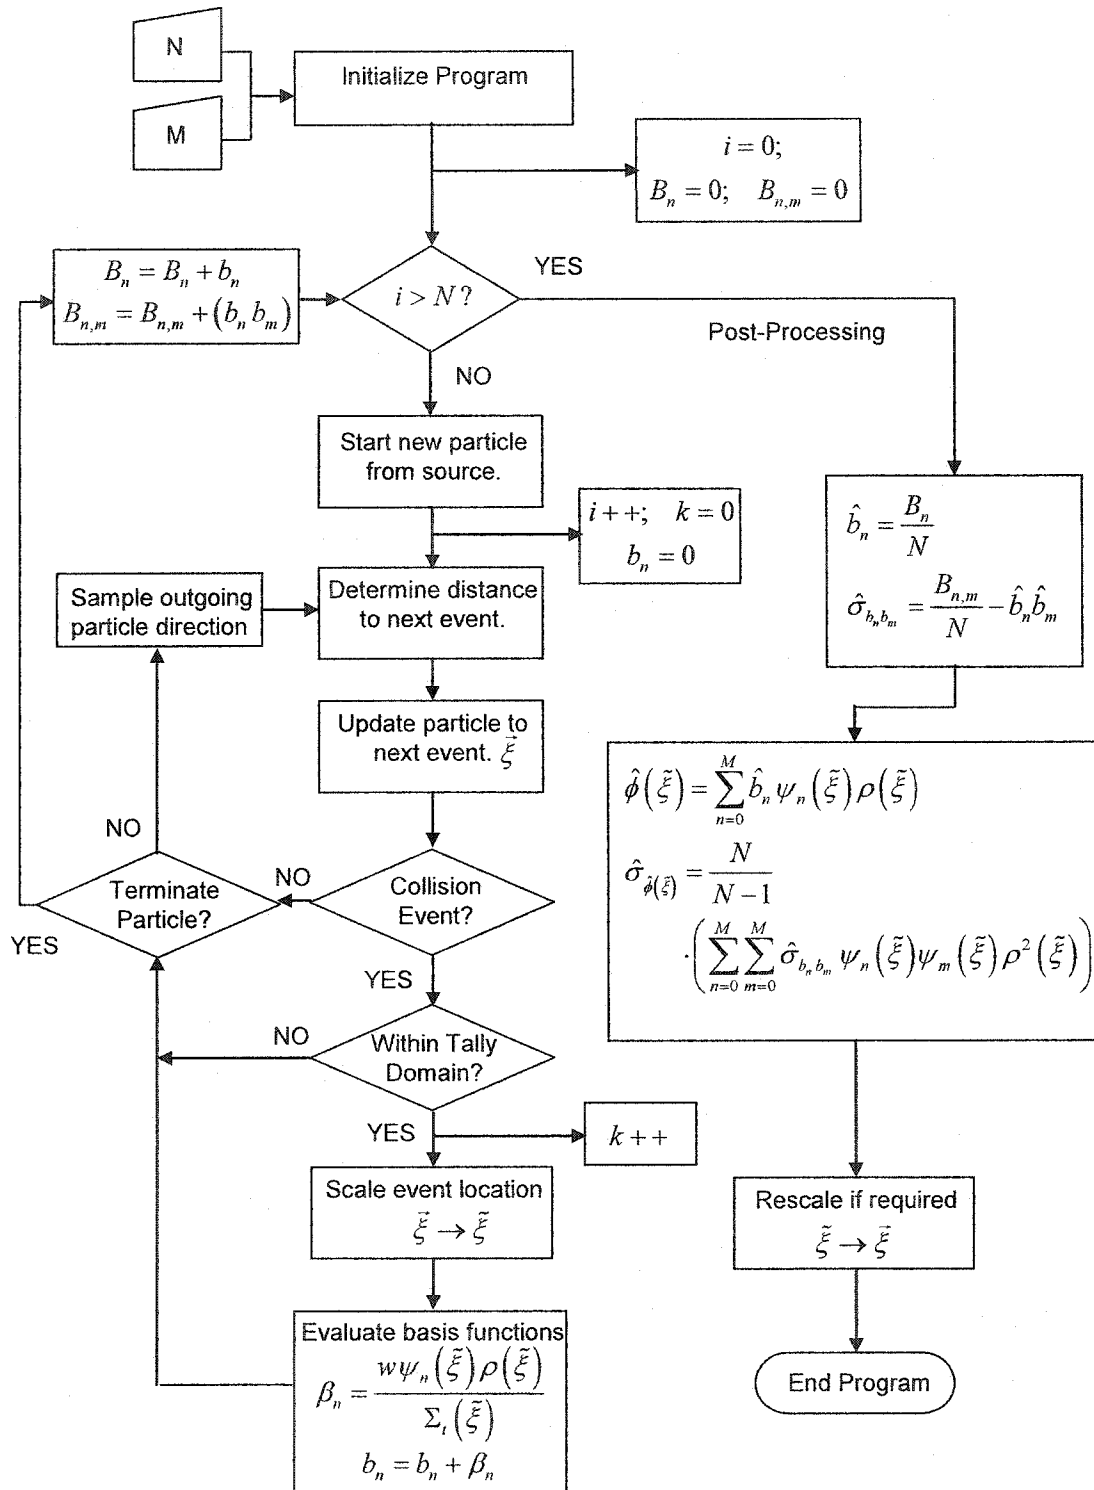 N
Initialize Program
M
i = 0;
B_n = 0; B_{n,m} = 0
B_n = B_n + b_n
B_{n,m} = B_{n,m} + (b_n b_m)
i > N?
YES
Post-Processing
NO
Start new particle
from source.
i + +; k = 0
b_n = 0
b̂_n = B_n / N
σ̂_{b_n b_m} = B_{n,m} / N − b̂_n b̂_m
Sample outgoing
particle direction
Determine distance
to next event.
Update particle to
next event. ξ⃗
φ̂(ξ̃) = ∑_{n=0}^{M} b̂_n ψ_n(ξ̃) ρ(ξ̃)
σ̂_{φ̂(ξ̃)} = N / (N − 1)
· (∑_{n=0}^{M} ∑_{m=0}^{M} σ̂_{b_n b_m} ψ_n(ξ̃) ψ_m(ξ̃) ρ²(ξ̃))
NO
Terminate
Particle?
YES
NO
Collision
Event?
YES
NO
Within Tally
Domain?
YES
k + +
Scale event location
ξ⃗ → ξ̃
Rescale if required
ξ̃ → ξ⃗
Evaluate basis functions
β_n = w ψ_n(ξ̃) ρ(ξ̃) / Σ_t(ξ̃)
b_n = b_n + β_n
End Program